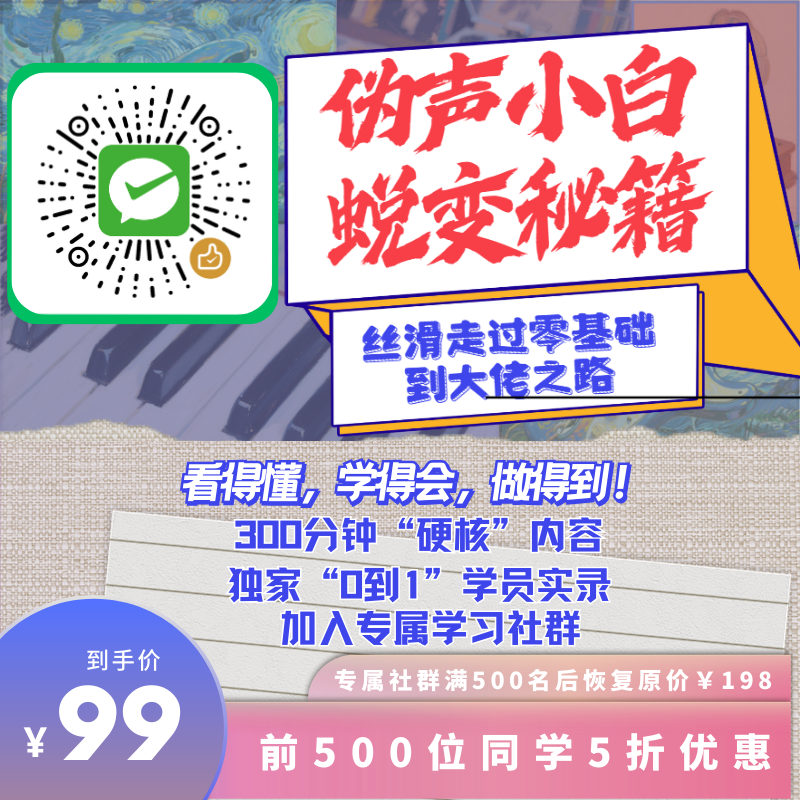 伪声小白
蜕变秘籍
丝滑走过零基础
到大佬之路
看得懂，学得会，做得到！
300分钟“硬核”内容
独家“0到1”学员实录
加入专属学习社群
到手价
¥99
专属社群满500名后恢复原价¥198
前500位同学5折优惠